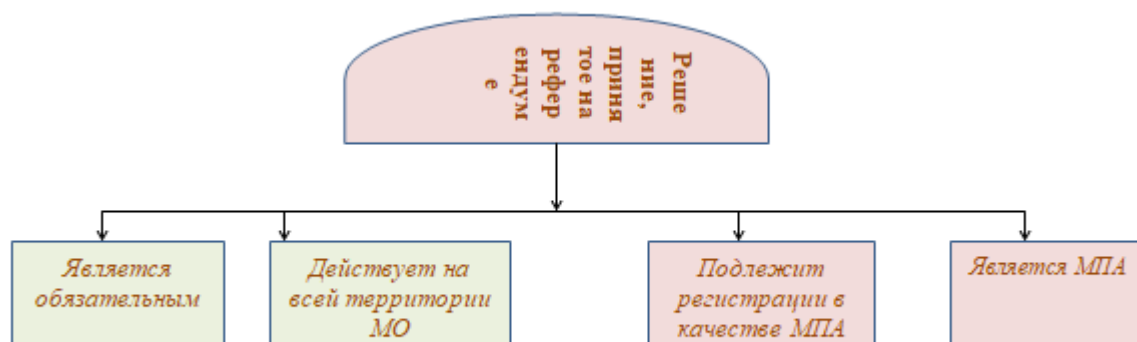 Реше
ние,
приня
тое на
рефер
ендум
е
Является
обязательным
Действует на
всей территории
МО
Подлежит
регистрации в
качестве МПА
Является МПА